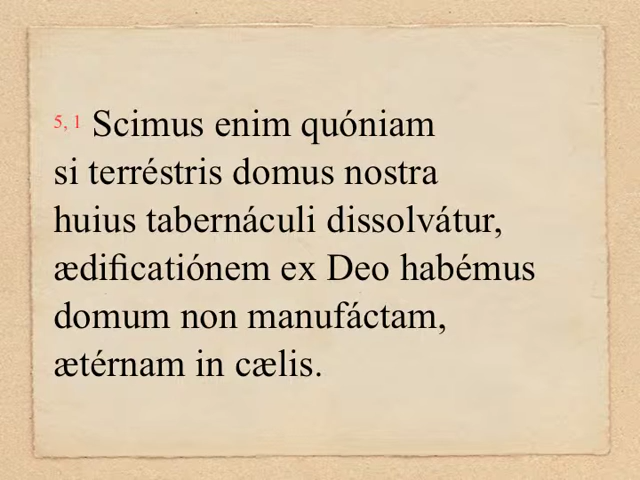 5, 1 Scimus enim quóniam
si terréstris domus nostra
huius tabernáculi dissolvátur,
ædificatiónem ex Deo habémus
domum non manufáctam,
ætérnam in cælis.